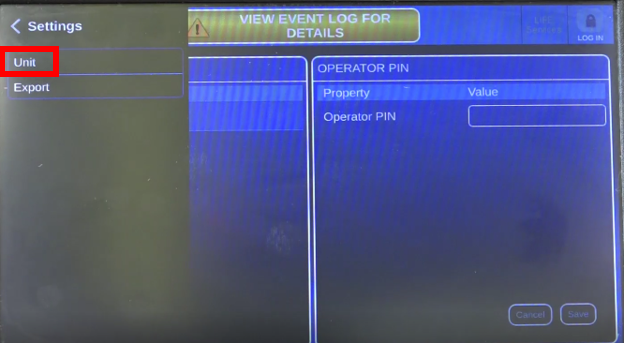 Settings
VIEW EVENT LOG FOR
DETAILS
LOG IN
Unit
Export
OPERATOR PIN
Property Value
Operator PIN
Cancel Save